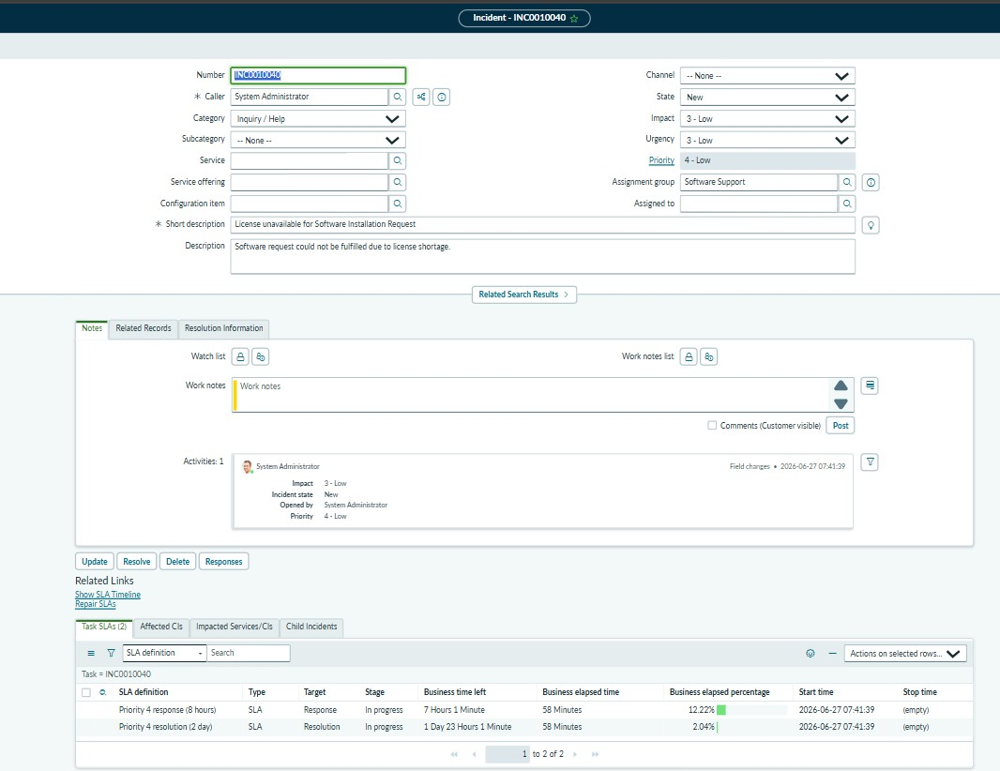 Incident - INC0010040
Number INC0010040
Channel -- None --
Caller System Administrator
State New
Category Inquiry / Help
Impact 3 - Low
Subcategory -- None --
Urgency 3 - Low
Service
Priority 4 - Low
Service offering
Assignment group Software Support
Configuration item
Assigned to
Short description License unavailable for Software Installation Request
Description Software request could not be fulfilled due to license shortage.
Related Search Results
Notes Related Records Resolution Information
Watch list Work notes list
Work notes Work notes
Comments (Customer visible) Post
Activities: 1
System Administrator Field changes • 2026-06-27 07:41:39
Impact 3 - Low
Incident state New
Opened by System Administrator
Priority 4 - Low
Update Resolve Delete Responses
Related Links
Show SLA Timeline
Repair SLAs
Task SLAs (2) Affected CIs Impacted Services/CIs Child Incidents
SLA definition Search Actions on selected rows...
Task = INC0010040
SLA definition Type Target Stage Business time left Business elapsed time Business elapsed percentage Start time Stop time
Priority 4 response (8 hours) SLA Response In progress 7 Hours 1 Minute 58 Minutes 12.22% 2026-06-27 07:41:39 (empty)
Priority 4 resolution (2 day) SLA Resolution In progress 1 Day 23 Hours 1 Minute 58 Minutes 2.04% 2026-06-27 07:41:39 (empty)
1 to 2 of 2